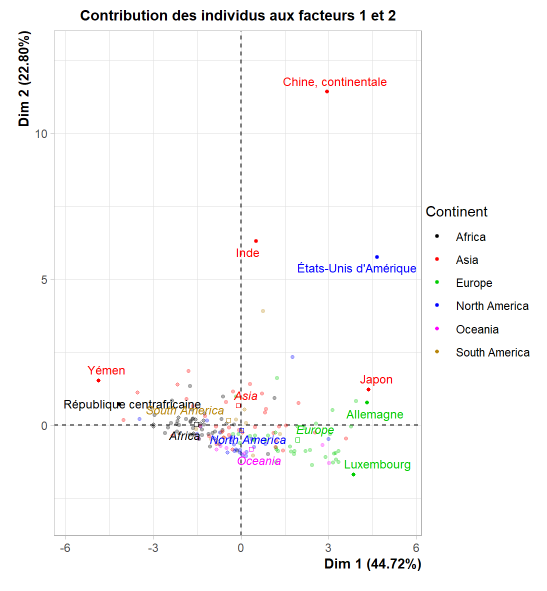 Contribution des individus aux facteurs 1 et 2
Dim 2 (22.80%)
10
5
0
-6
-3
0
3
6
Dim 1 (44.72%)
Chine, continentale
Inde
États-Unis d'Amérique
Yémen
Japon
République centrafricaine
Allemagne
Asia
South America
Africa
North America
Europe
Oceania
Luxembourg
Continent
Africa
Asia
Europe
North America
Oceania
South America